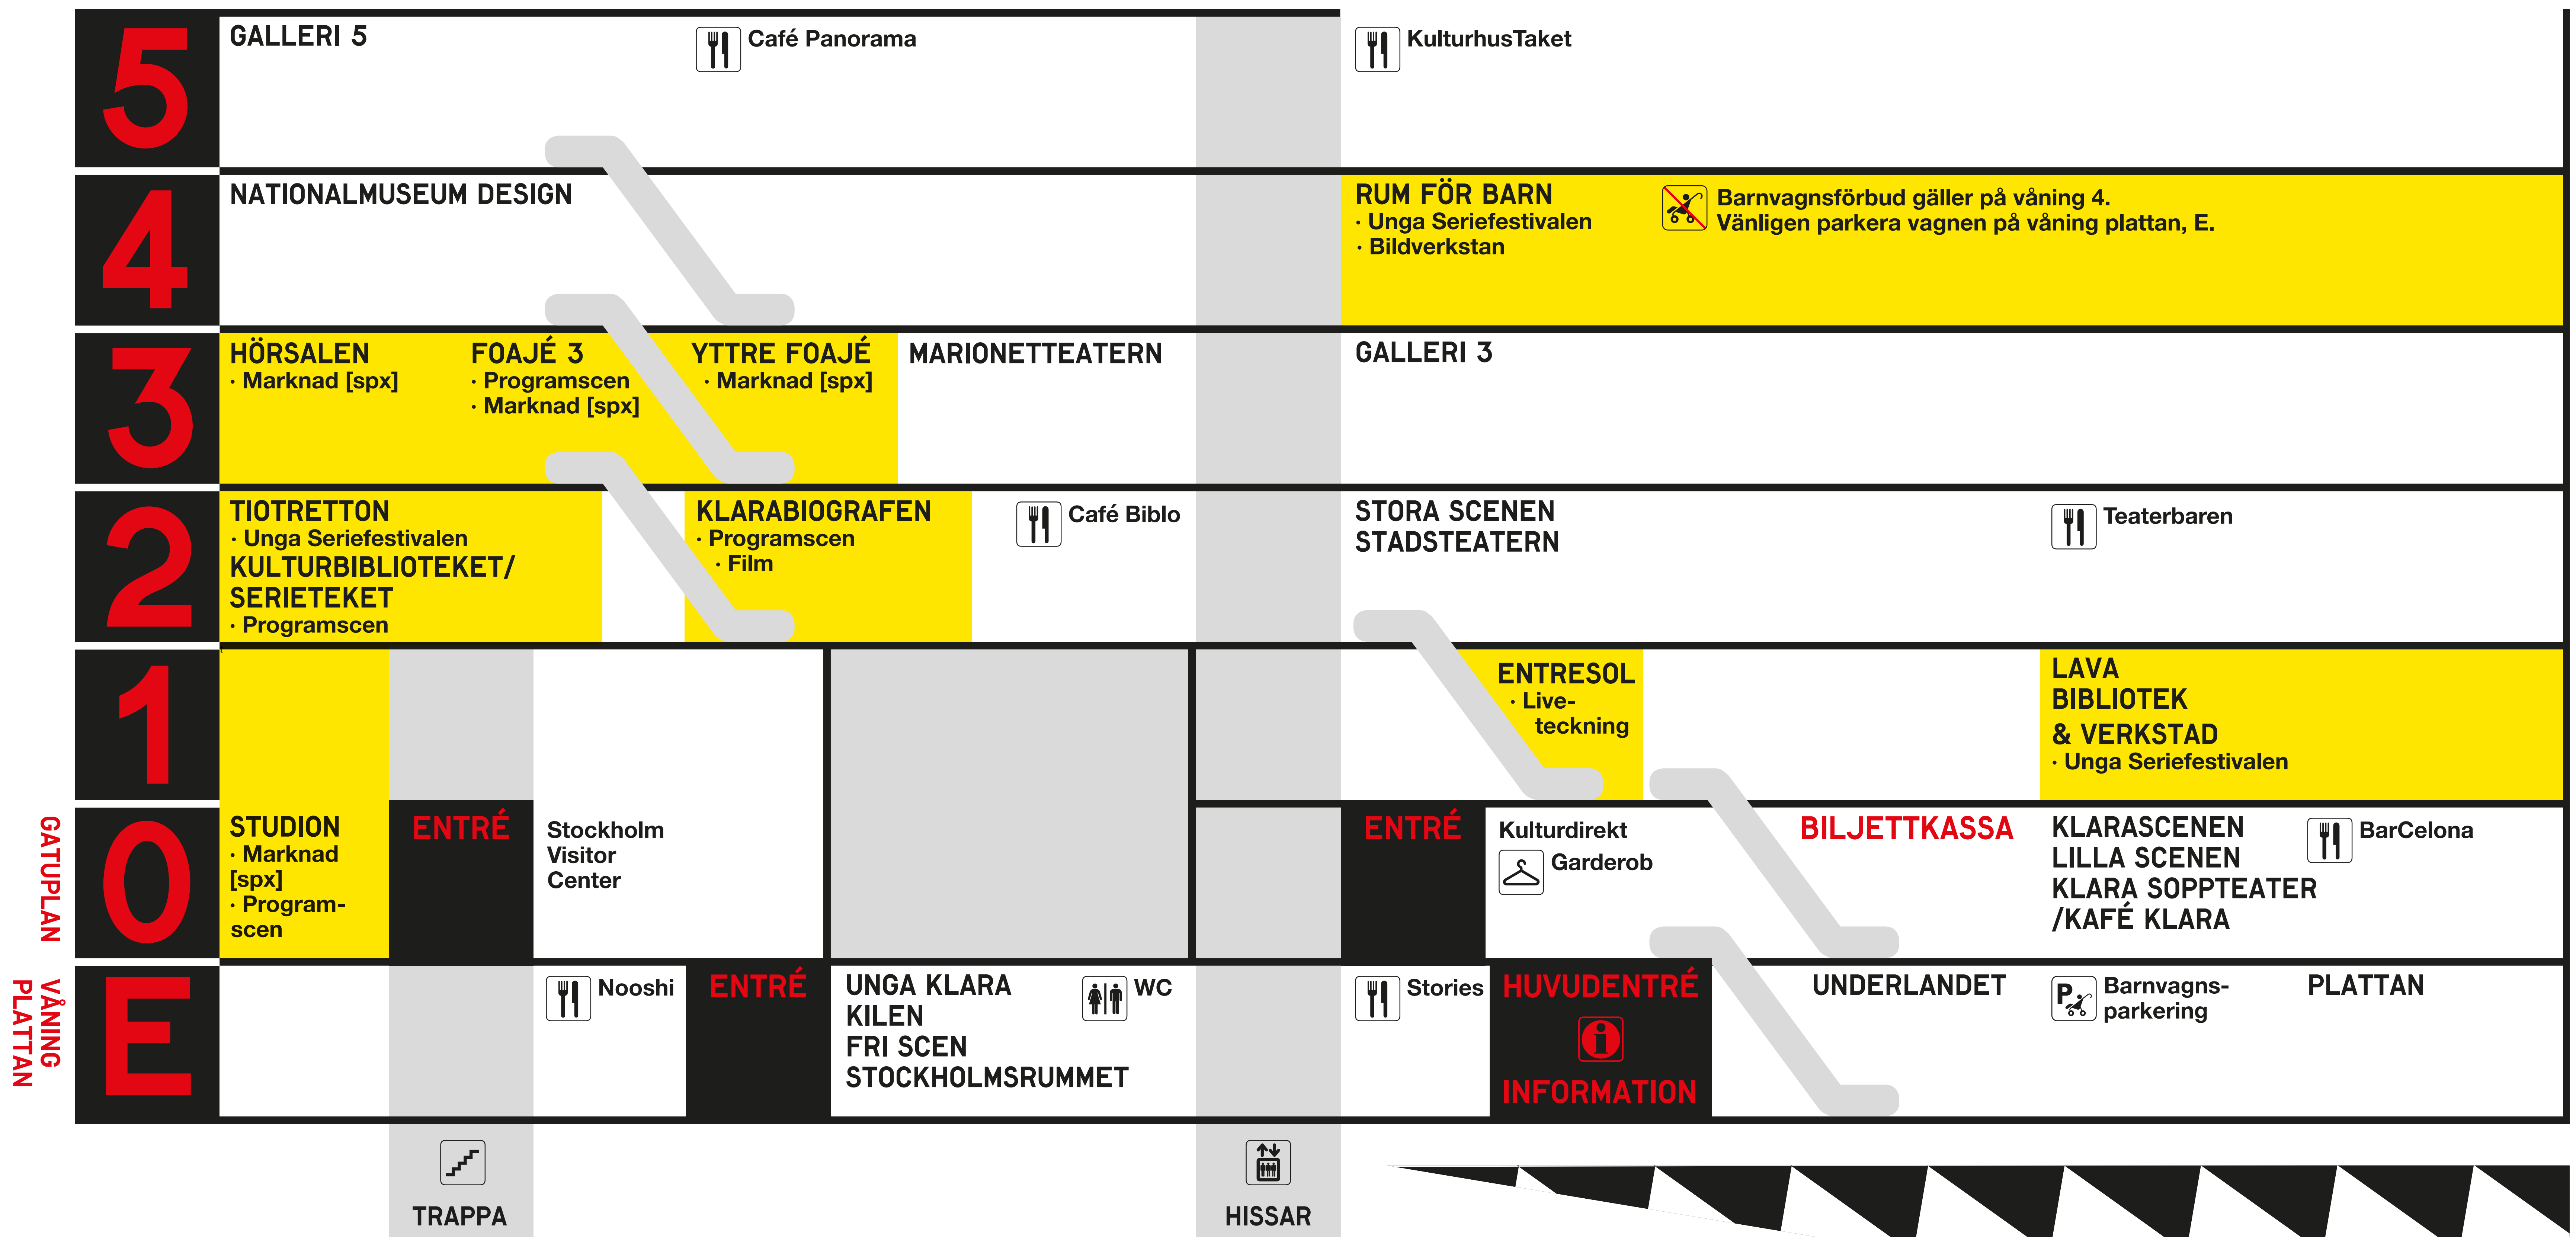 5
GALLERI 5
Café Panorama
KulturhusTaket
4
NATIONALMUSEUM DESIGN
RUM FÖR BARN
· Unga Seriefestivalen
· Bildverkstan
Barnvagnsförbud gäller på våning 4.
Vänligen parkera vagnen på våning plattan, E.
3
HÖRSALEN
· Marknad [spx]
FOAJÉ 3
· Programscen
· Marknad [spx]
YTTRE FOAJÉ
· Marknad [spx]
MARIONETTEATERN
GALLERI 3
2
TIOTRETTON
· Unga Seriefestivalen
KULTURBIBLIOTEKET/
SERIETEKET
· Programscen
KLARABIOGRAFEN
· Programscen
· Film
Café Biblo
STORA SCENEN
STADSTEATERN
Teaterbaren
1
ENTRESOL
· Live-
teckning
LAVA
BIBLIOTEK
& VERKSTAD
· Unga Seriefestivalen
GATUPLAN
0
STUDION
· Marknad
[spx]
· Program-
scen
ENTRÉ
Stockholm
Visitor
Center
ENTRÉ
Kulturdirekt
Garderob
BILJETTKASSA
KLARASCENEN
LILLA SCENEN
KLARA SOPPTEATER
/KAFÉ KLARA
BarCelona
VÅNING
PLATTAN
E
Nooshi
ENTRÉ
UNGA KLARA
KILEN
FRI SCEN
STOCKHOLMSRUMMET
WC
Stories
HUVUDENTRÉ
i
INFORMATION
UNDERLANDET
P
Barnvagns-
parkering
PLATTAN
TRAPPA
HISSAR